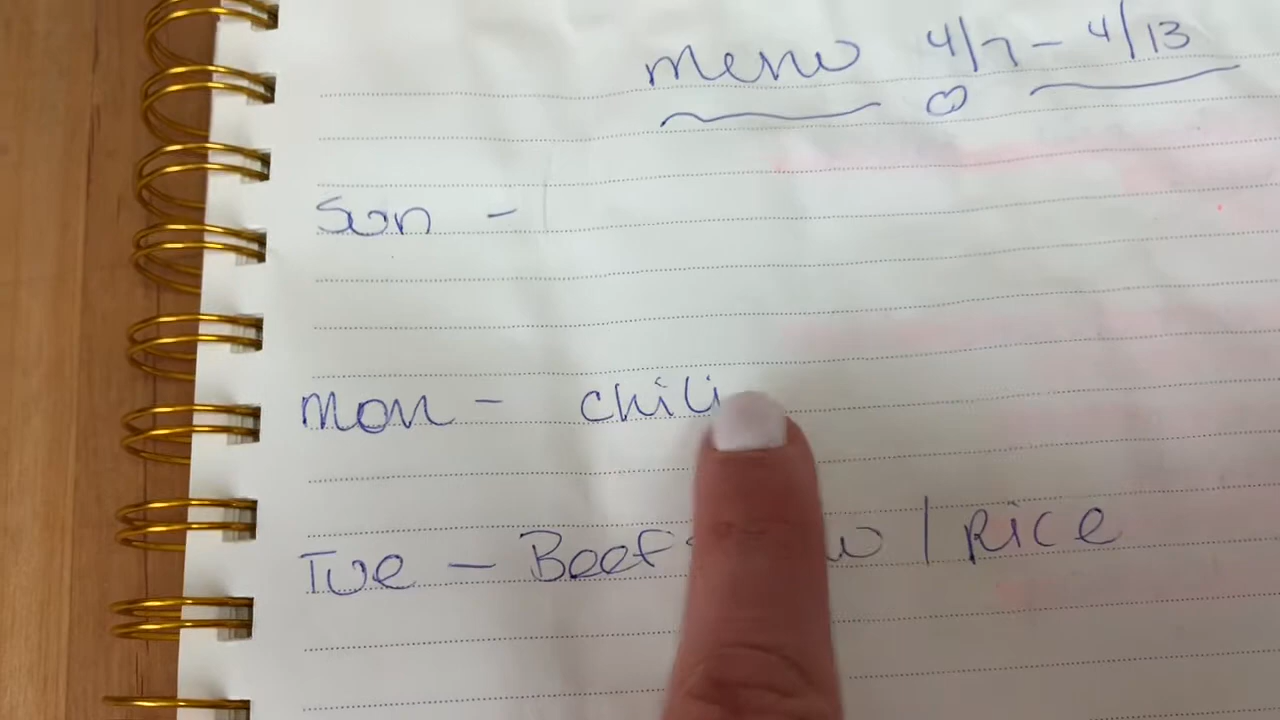 Menu 4/7 - 4/13
Sun -
Mon - chili
Tue - Beef w/ Rice